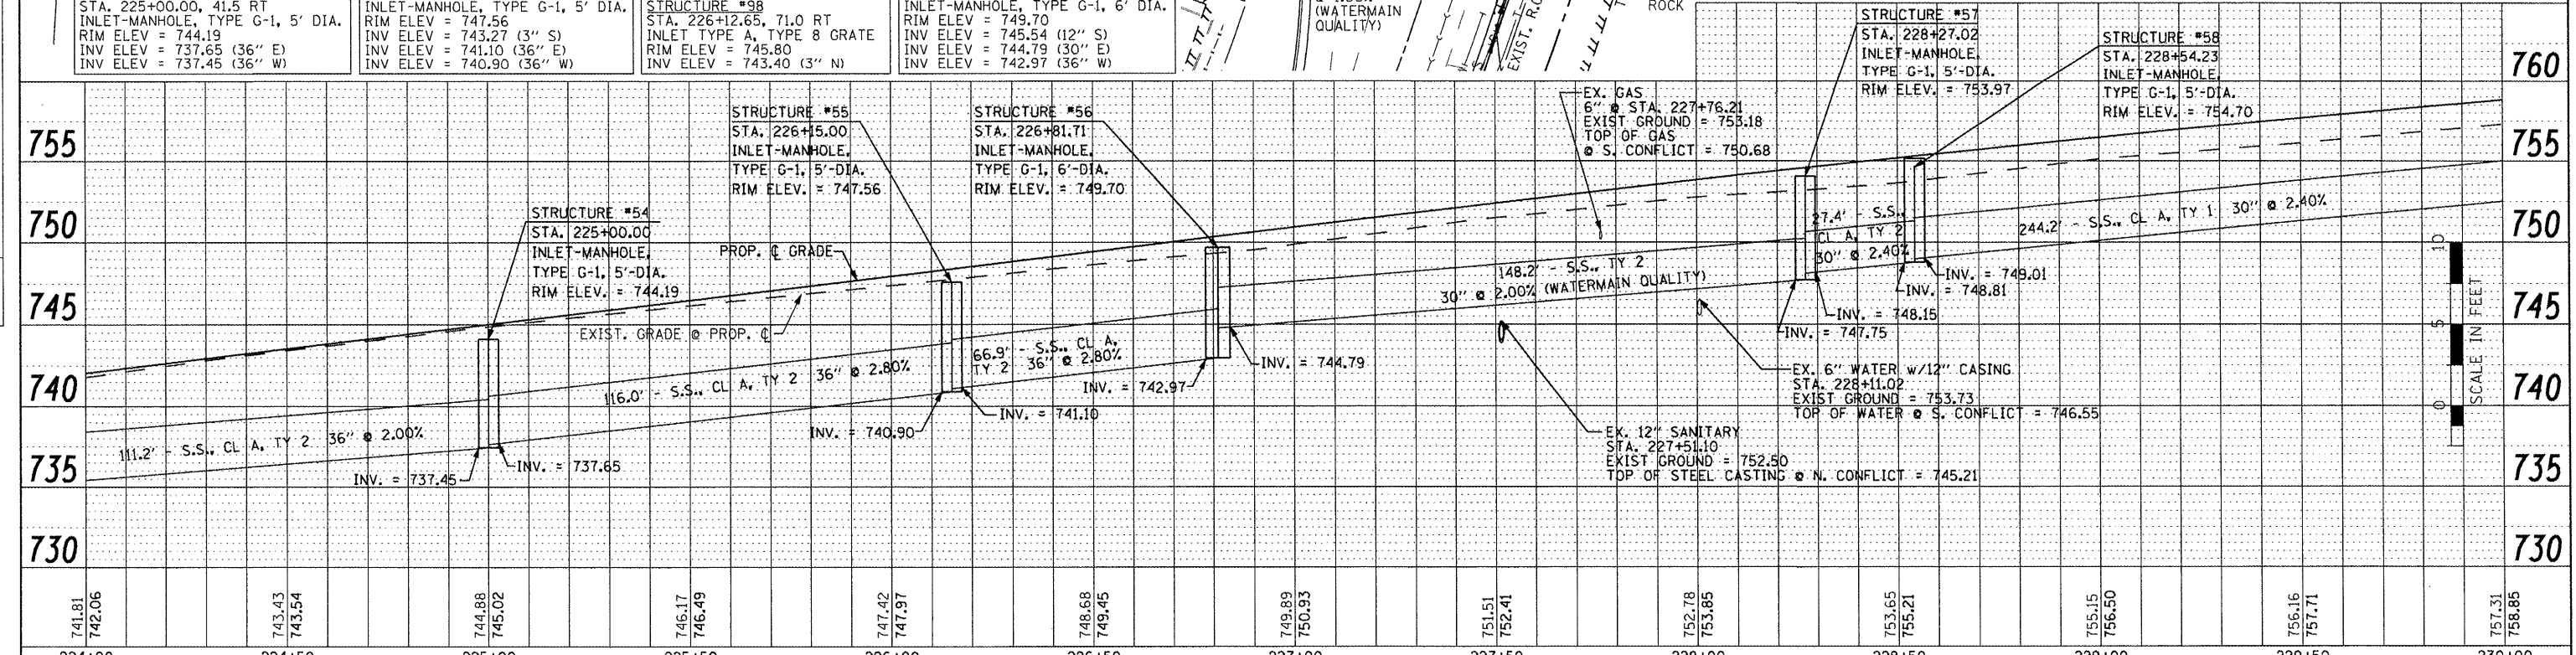 STA. 225+00.00, 41.5 RT
INLET-MANHOLE, TYPE G-1, 5' DIA.
RIM ELEV = 744.19
INV ELEV = 737.65 (36" E)
INV ELEV = 737.45 (36" W)
INLET-MANHOLE, TYPE G-1, 5' DIA.
RIM ELEV = 747.56
INV ELEV = 743.27 (3" S)
INV ELEV = 741.10 (36" E)
INV ELEV = 740.90 (36" W)
STRUCTURE #98
STA. 226+12.65, 71.0 RT
INLET TYPE A, TYPE 8 GRATE
RIM ELEV = 745.80
INV ELEV = 743.40 (3" N)
INLET-MANHOLE, TYPE G-1, 6' DIA.
RIM ELEV = 749.70
INV ELEV = 745.54 (12" S)
INV ELEV = 744.79 (30" E)
INV ELEV = 742.97 (36" W)
(WATERMAIN
QUALITY)
EXIST. R.O
ROCK
STRUCTURE #57
STA. 228+27.02
INLET-MANHOLE,
TYPE G-1, 5'-DIA.
RIM ELEV. = 753.97
STRUCTURE #58
STA. 228+54.23
INLET-MANHOLE,
TYPE G-1, 5'-DIA.
RIM ELEV. = 754.70
760
STRUCTURE #55
STA. 226+15.00
INLET-MANHOLE,
TYPE G-1, 5'-DIA.
RIM ELEV. = 747.56
STRUCTURE #56
STA. 226+81.71
INLET-MANHOLE,
TYPE G-1, 6'-DIA.
RIM ELEV. = 749.70
EX. GAS
6" @ STA. 227+76.21
EXIST GROUND = 753.18
TOP OF GAS
@ S. CONFLICT = 750.68
755
755
STRUCTURE #54
STA. 225+00.00
INLET-MANHOLE,
TYPE G-1, 5'-DIA.
RIM ELEV. = 744.19
PROP. ℄ GRADE
EXIST. GRADE @ PROP. ℄
750
750
27.4' - S.S.,
CL A, TY 2
30" @ 2.40%
244.2' - S.S., CL A, TY 1 30" @ 2.40%
148.2' - S.S., TY 2
30" @ 2.00% (WATERMAIN QUALITY)
INV. = 749.01
INV. = 748.81
INV. = 748.15
INV. = 747.75
745
745
10
5
0
SCALE IN FEET
66.9' - S.S., CL A,
TY 2 36" @ 2.80%
116.0' - S.S., CL A, TY 2 36" @ 2.80%
INV. = 744.79
INV. = 742.97
INV. = 741.10
INV. = 740.90
EX. 6" WATER w/12" CASING
STA. 228+11.02
EXIST GROUND = 753.73
TOP OF WATER @ S. CONFLICT = 746.55
740
740
111.2' - S.S., CL A, TY 2 36" @ 2.00%
INV. = 737.65
INV. = 737.45
EX. 12" SANITARY
STA. 227+51.10
EXIST GROUND = 752.50
TOP OF STEEL CASTING @ N. CONFLICT = 745.21
735
735
730
730
741.81
742.06
743.43
743.54
744.88
745.02
746.17
746.49
747.42
747.97
748.68
749.45
749.89
750.93
751.51
752.41
752.78
753.85
753.65
755.21
755.15
756.50
756.16
757.71
757.31
758.85